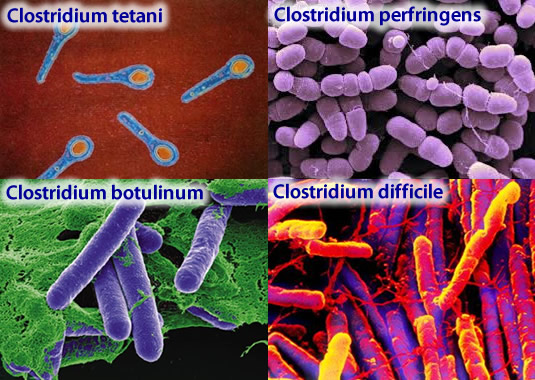 Clostridium tetani
Clostridium perfringens
Clostridium botulinum
Clostridium difficile